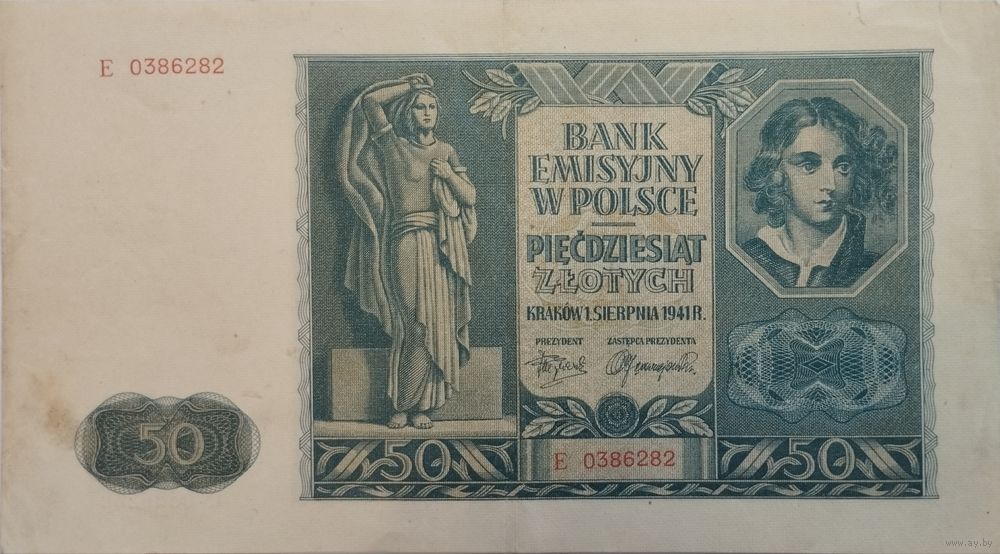 E 0386282
BANK
EMISYJNY
W POLSCE
PIĘĆDZIESIĄT
ZŁOTYCH
KRAKÓW 1. SIERPNIA 1941 R.
PREZYDENT ZASTĘPCA PREZYDENTA
50
50 E 0386282 50
www.ay.by